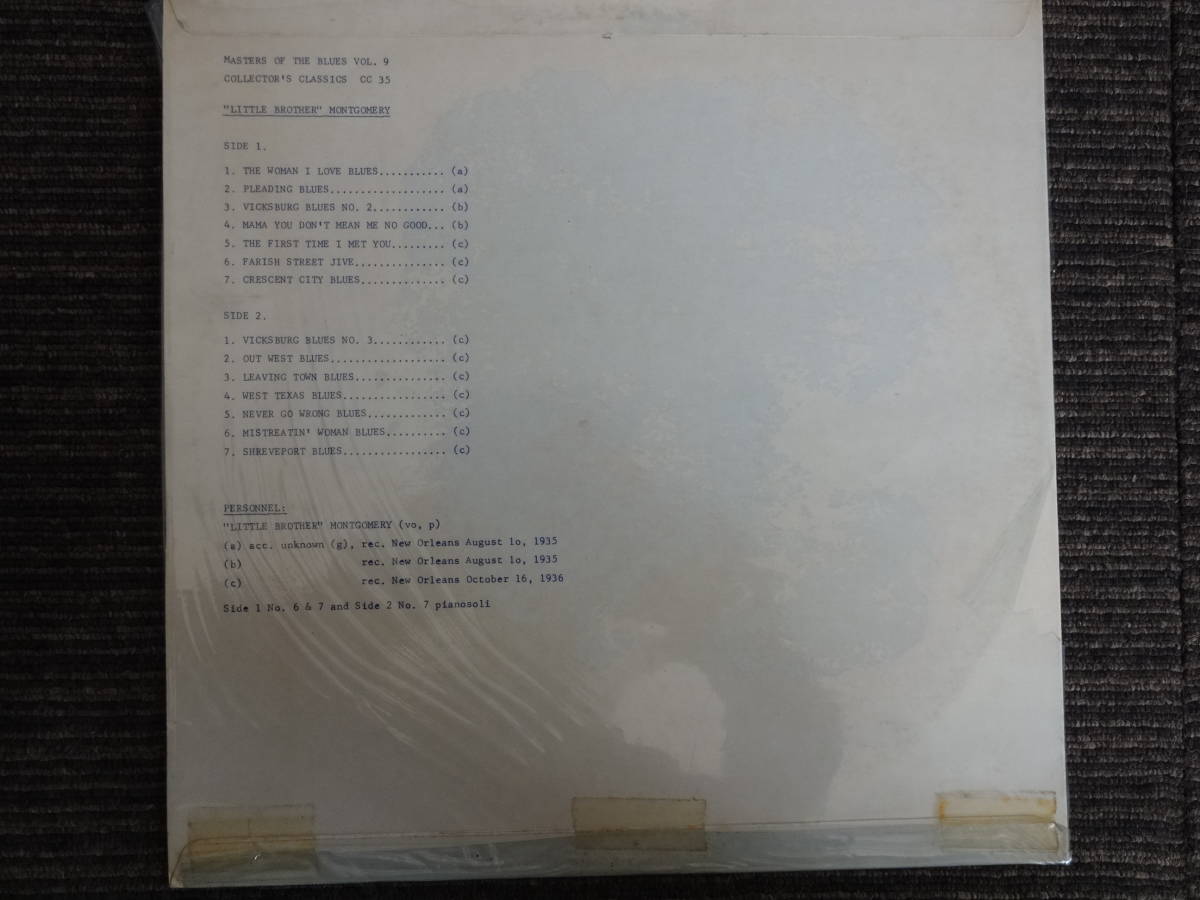 MASTERS OF THE BLUES VOL. 9
COLLECTOR'S CLASSICS CC 35
"LITTLE BROTHER" MONTGOMERY
SIDE 1.
1. THE WOMAN I LOVE BLUES........... (a)
2. PLEADING BLUES................... (a)
3. VICKSBURG BLUES NO. 2............ (b)
4. MAMA YOU DON'T MEAN ME NO GOOD... (b)
5. THE FIRST TIME I MET YOU......... (c)
6. FARISH STREET JIVE............... (c)
7. CRESCENT CITY BLUES.............. (c)
SIDE 2.
1. VICKSBURG BLUES NO. 3............ (c)
2. OUT WEST BLUES................... (c)
3. LEAVING TOWN BLUES............... (c)
4. WEST TEXAS BLUES................. (c)
5. NEVER GO WRONG BLUES............. (c)
6. MISTREATIN' WOMAN BLUES.......... (c)
7. SHREVEPORT BLUES................. (c)
PERSONNEL:
"LITTLE BROTHER" MONTGOMERY (vo, p)
(a) acc. unknown (g), rec. New Orleans August 1o, 1935
(b) rec. New Orleans August 1o, 1935
(c) rec. New Orleans October 16, 1936
Side 1 No. 6 & 7 and Side 2 No. 7 pianosoli